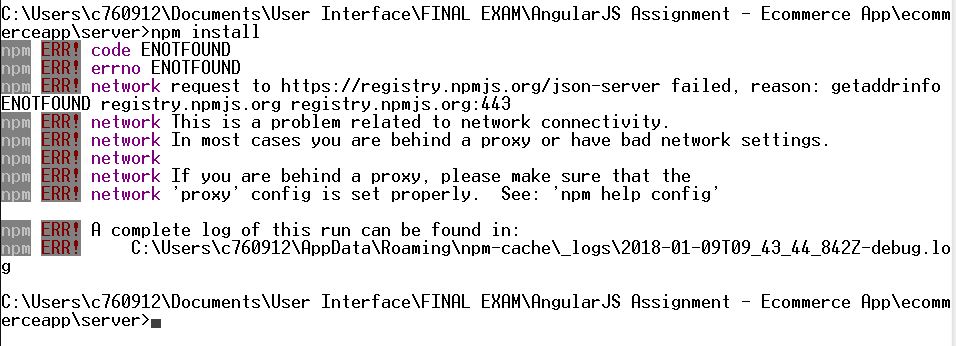 C:\Users\c760912\Documents\User Interface\FINAL EXAM\AngularJS Assignment - Ecommerce App\ecomm
erceapp\server>npm install
npm ERR! code ENOTFOUND
npm ERR! errno ENOTFOUND
npm ERR! network request to https://registry.npmjs.org/json-server failed, reason: getaddrinfo
ENOTFOUND registry.npmjs.org registry.npmjs.org:443
npm ERR! network This is a problem related to network connectivity.
npm ERR! network In most cases you are behind a proxy or have bad network settings.
npm ERR! network
npm ERR! network If you are behind a proxy, please make sure that the
npm ERR! network 'proxy' config is set properly.  See: 'npm help config'
npm ERR! A complete log of this run can be found in:
npm ERR!     C:\Users\c760912\AppData\Roaming\npm-cache\_logs\2018-01-09T09_43_44_842Z-debug.lo
g
C:\Users\c760912\Documents\User Interface\FINAL EXAM\AngularJS Assignment - Ecommerce App\ecomm
erceapp\server>